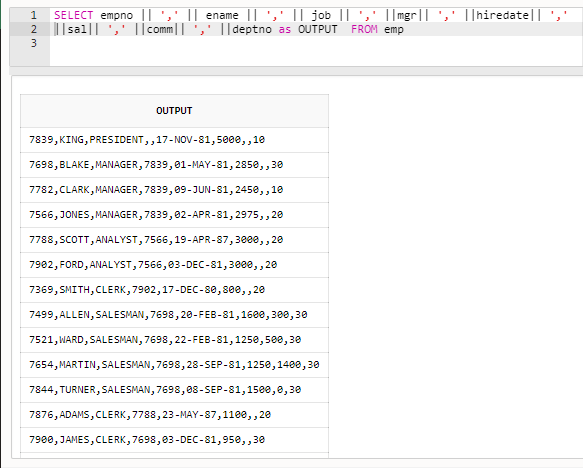 1 SELECT empno || ',' || ename || ',' || job || ',' ||mgr|| ',' ||hiredate|| ','
2 ||sal|| ',' ||comm|| ',' ||deptno as OUTPUT  FROM emp
3
OUTPUT
7839,KING,PRESIDENT,,17-NOV-81,5000,,10
7698,BLAKE,MANAGER,7839,01-MAY-81,2850,,30
7782,CLARK,MANAGER,7839,09-JUN-81,2450,,10
7566,JONES,MANAGER,7839,02-APR-81,2975,,20
7788,SCOTT,ANALYST,7566,19-APR-87,3000,,20
7902,FORD,ANALYST,7566,03-DEC-81,3000,,20
7369,SMITH,CLERK,7902,17-DEC-80,800,,20
7499,ALLEN,SALESMAN,7698,20-FEB-81,1600,300,30
7521,WARD,SALESMAN,7698,22-FEB-81,1250,500,30
7654,MARTIN,SALESMAN,7698,28-SEP-81,1250,1400,30
7844,TURNER,SALESMAN,7698,08-SEP-81,1500,0,30
7876,ADAMS,CLERK,7788,23-MAY-87,1100,,20
7900,JAMES,CLERK,7698,03-DEC-81,950,,30